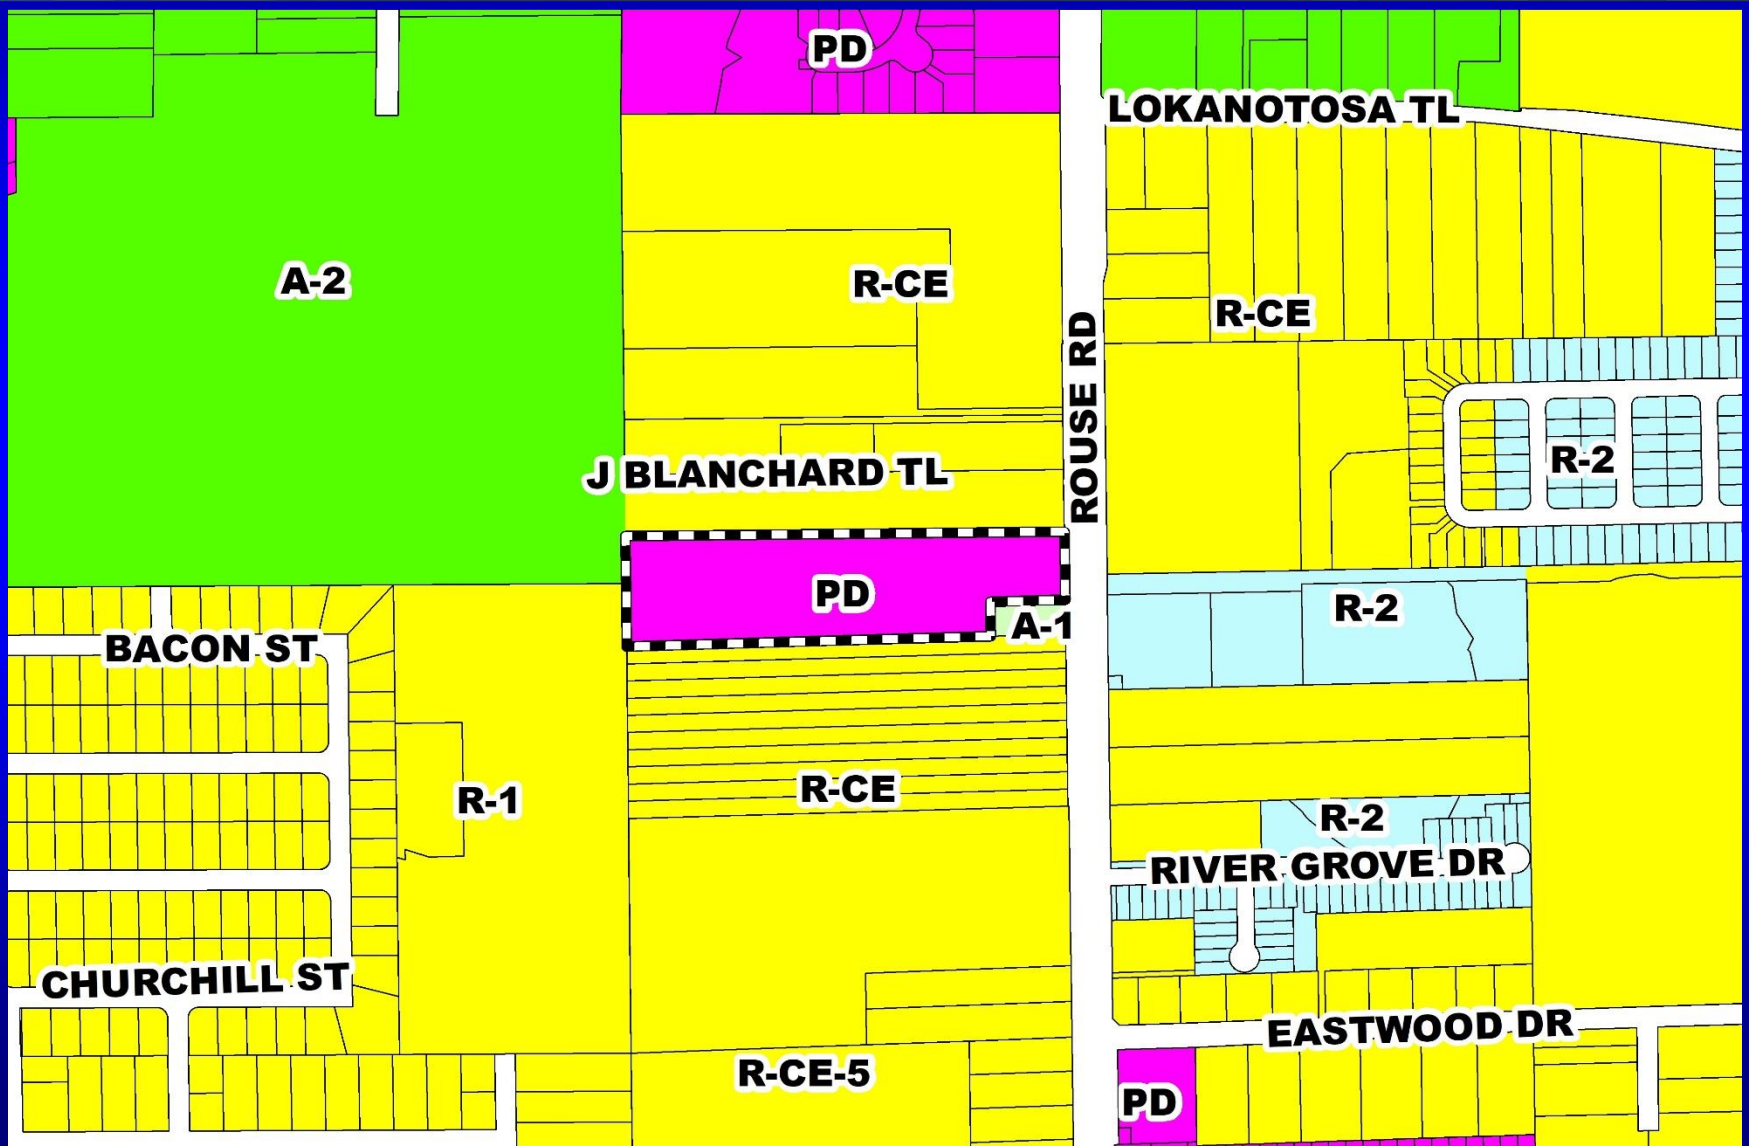 PD
LOKANOTOSA TL
A-2
R-CE
R-CE
ROUSE RD
J BLANCHARD TL
R-2
PD
R-2
A-1
BACON ST
R-1
R-CE
R-2
RIVER GROVE DR
CHURCHILL ST
EASTWOOD DR
R-CE-5
PD